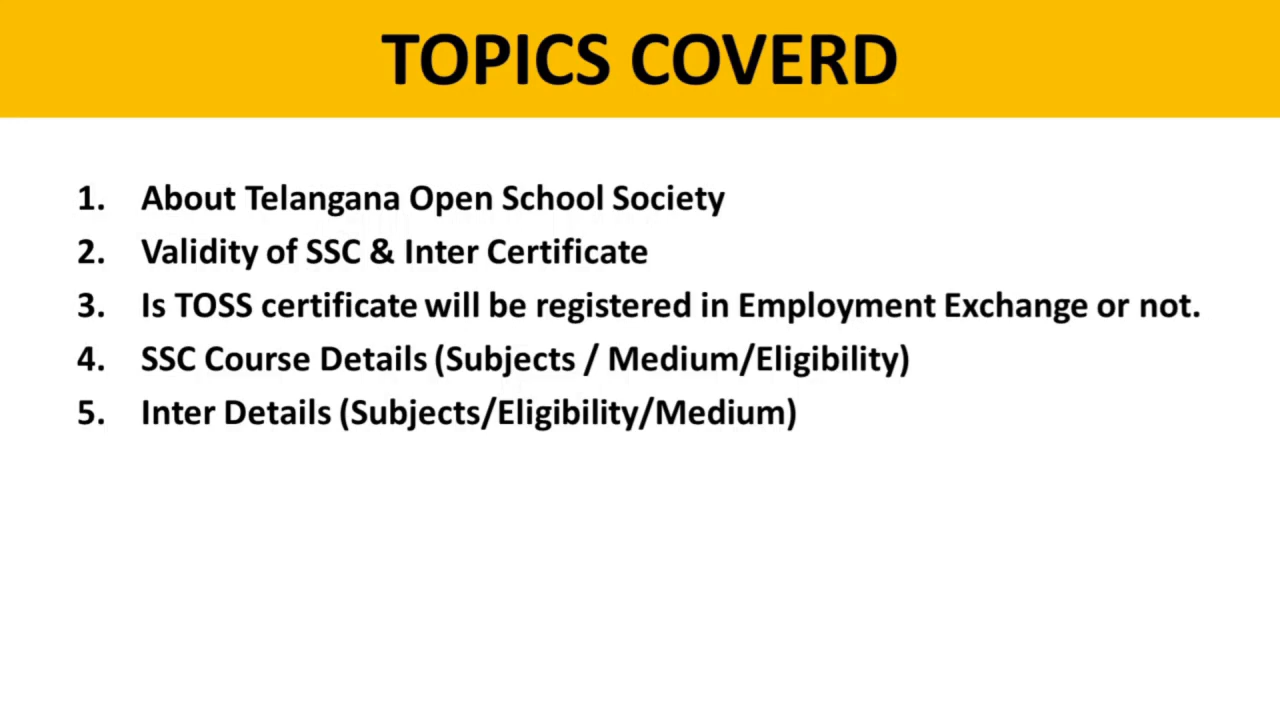 TOPICS COVERD
1. About Telangana Open School Society
2. Validity of SSC & Inter Certificate
3. Is TOSS certificate will be registered in Employment Exchange or not.
4. SSC Course Details (Subjects / Medium/Eligibility)
5. Inter Details (Subjects/Eligibility/Medium)